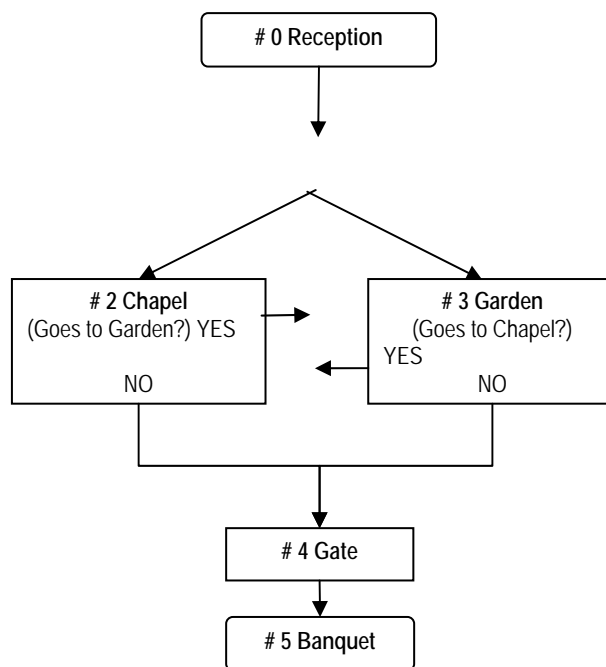 # 0 Reception
# 2 Chapel
(Goes to Garden?) YES
NO
# 3 Garden
(Goes to Chapel?)
YES
NO
# 4 Gate
# 5 Banquet